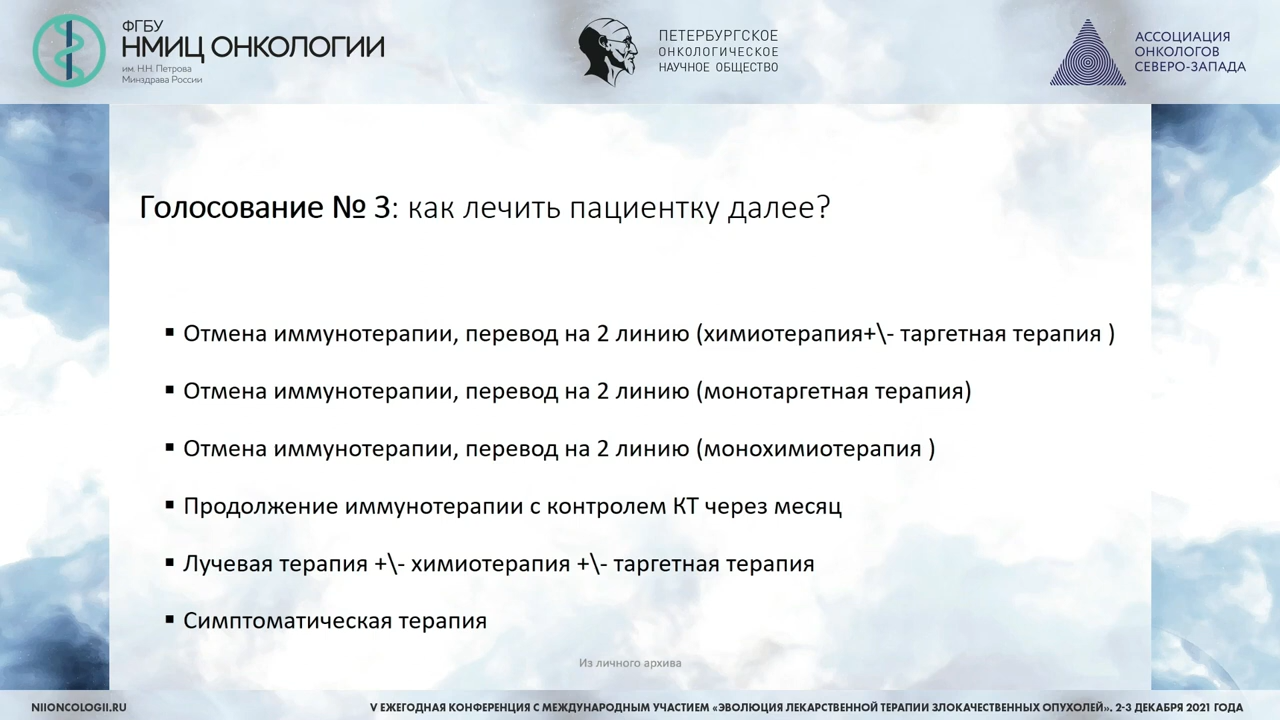 ФГБУ
НМИЦ ОНКОЛОГИИ
им. Н.Н. Петрова
Минздрава России
ПЕТЕРБУРГСКОЕ
ОНКОЛОГИЧЕСКОЕ
НАУЧНОЕ ОБЩЕСТВО
АССОЦИАЦИЯ
ОНКОЛОГОВ
СЕВЕРО-ЗАПАДА
Голосование № 3: как лечить пациентку далее?
▪ Отмена иммунотерапии, перевод на 2 линию (химиотерапия+\- таргетная терапия )
▪ Отмена иммунотерапии, перевод на 2 линию (монотаргетная терапия)
▪ Отмена иммунотерапии, перевод на 2 линию (монохимиотерапия )
▪ Продолжение иммунотерапии с контролем КТ через месяц
▪ Лучевая терапия +\- химиотерапия +\- таргетная терапия
▪ Симптоматическая терапия
Из личного архива
NIIONCOLOGII.RU
V ЕЖЕГОДНАЯ КОНФЕРЕНЦИЯ С МЕЖДУНАРОДНЫМ УЧАСТИЕМ «ЭВОЛЮЦИЯ ЛЕКАРСТВЕННОЙ ТЕРАПИИ ЗЛОКАЧЕСТВЕННЫХ ОПУХОЛЕЙ». 2-3 ДЕКАБРЯ 2021 ГОДА